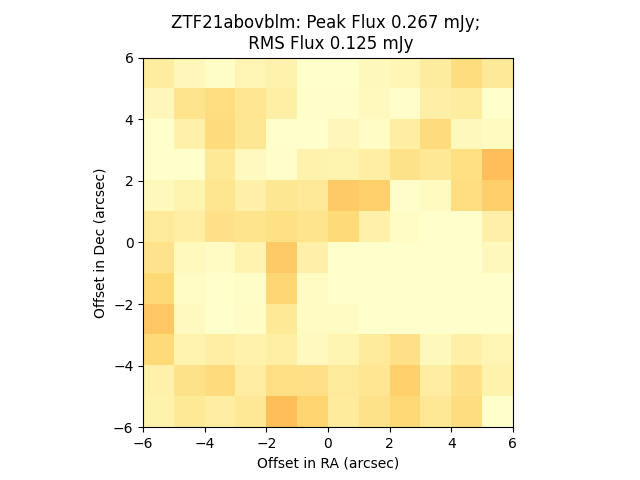 ZTF21abovblm: Peak Flux 0.267 mJy;
RMS Flux 0.125 mJy
6
4
2
0
−2
−4
−6
Offset in Dec (arcsec)
−6 −4 −2 0 2 4 6
Offset in RA (arcsec)